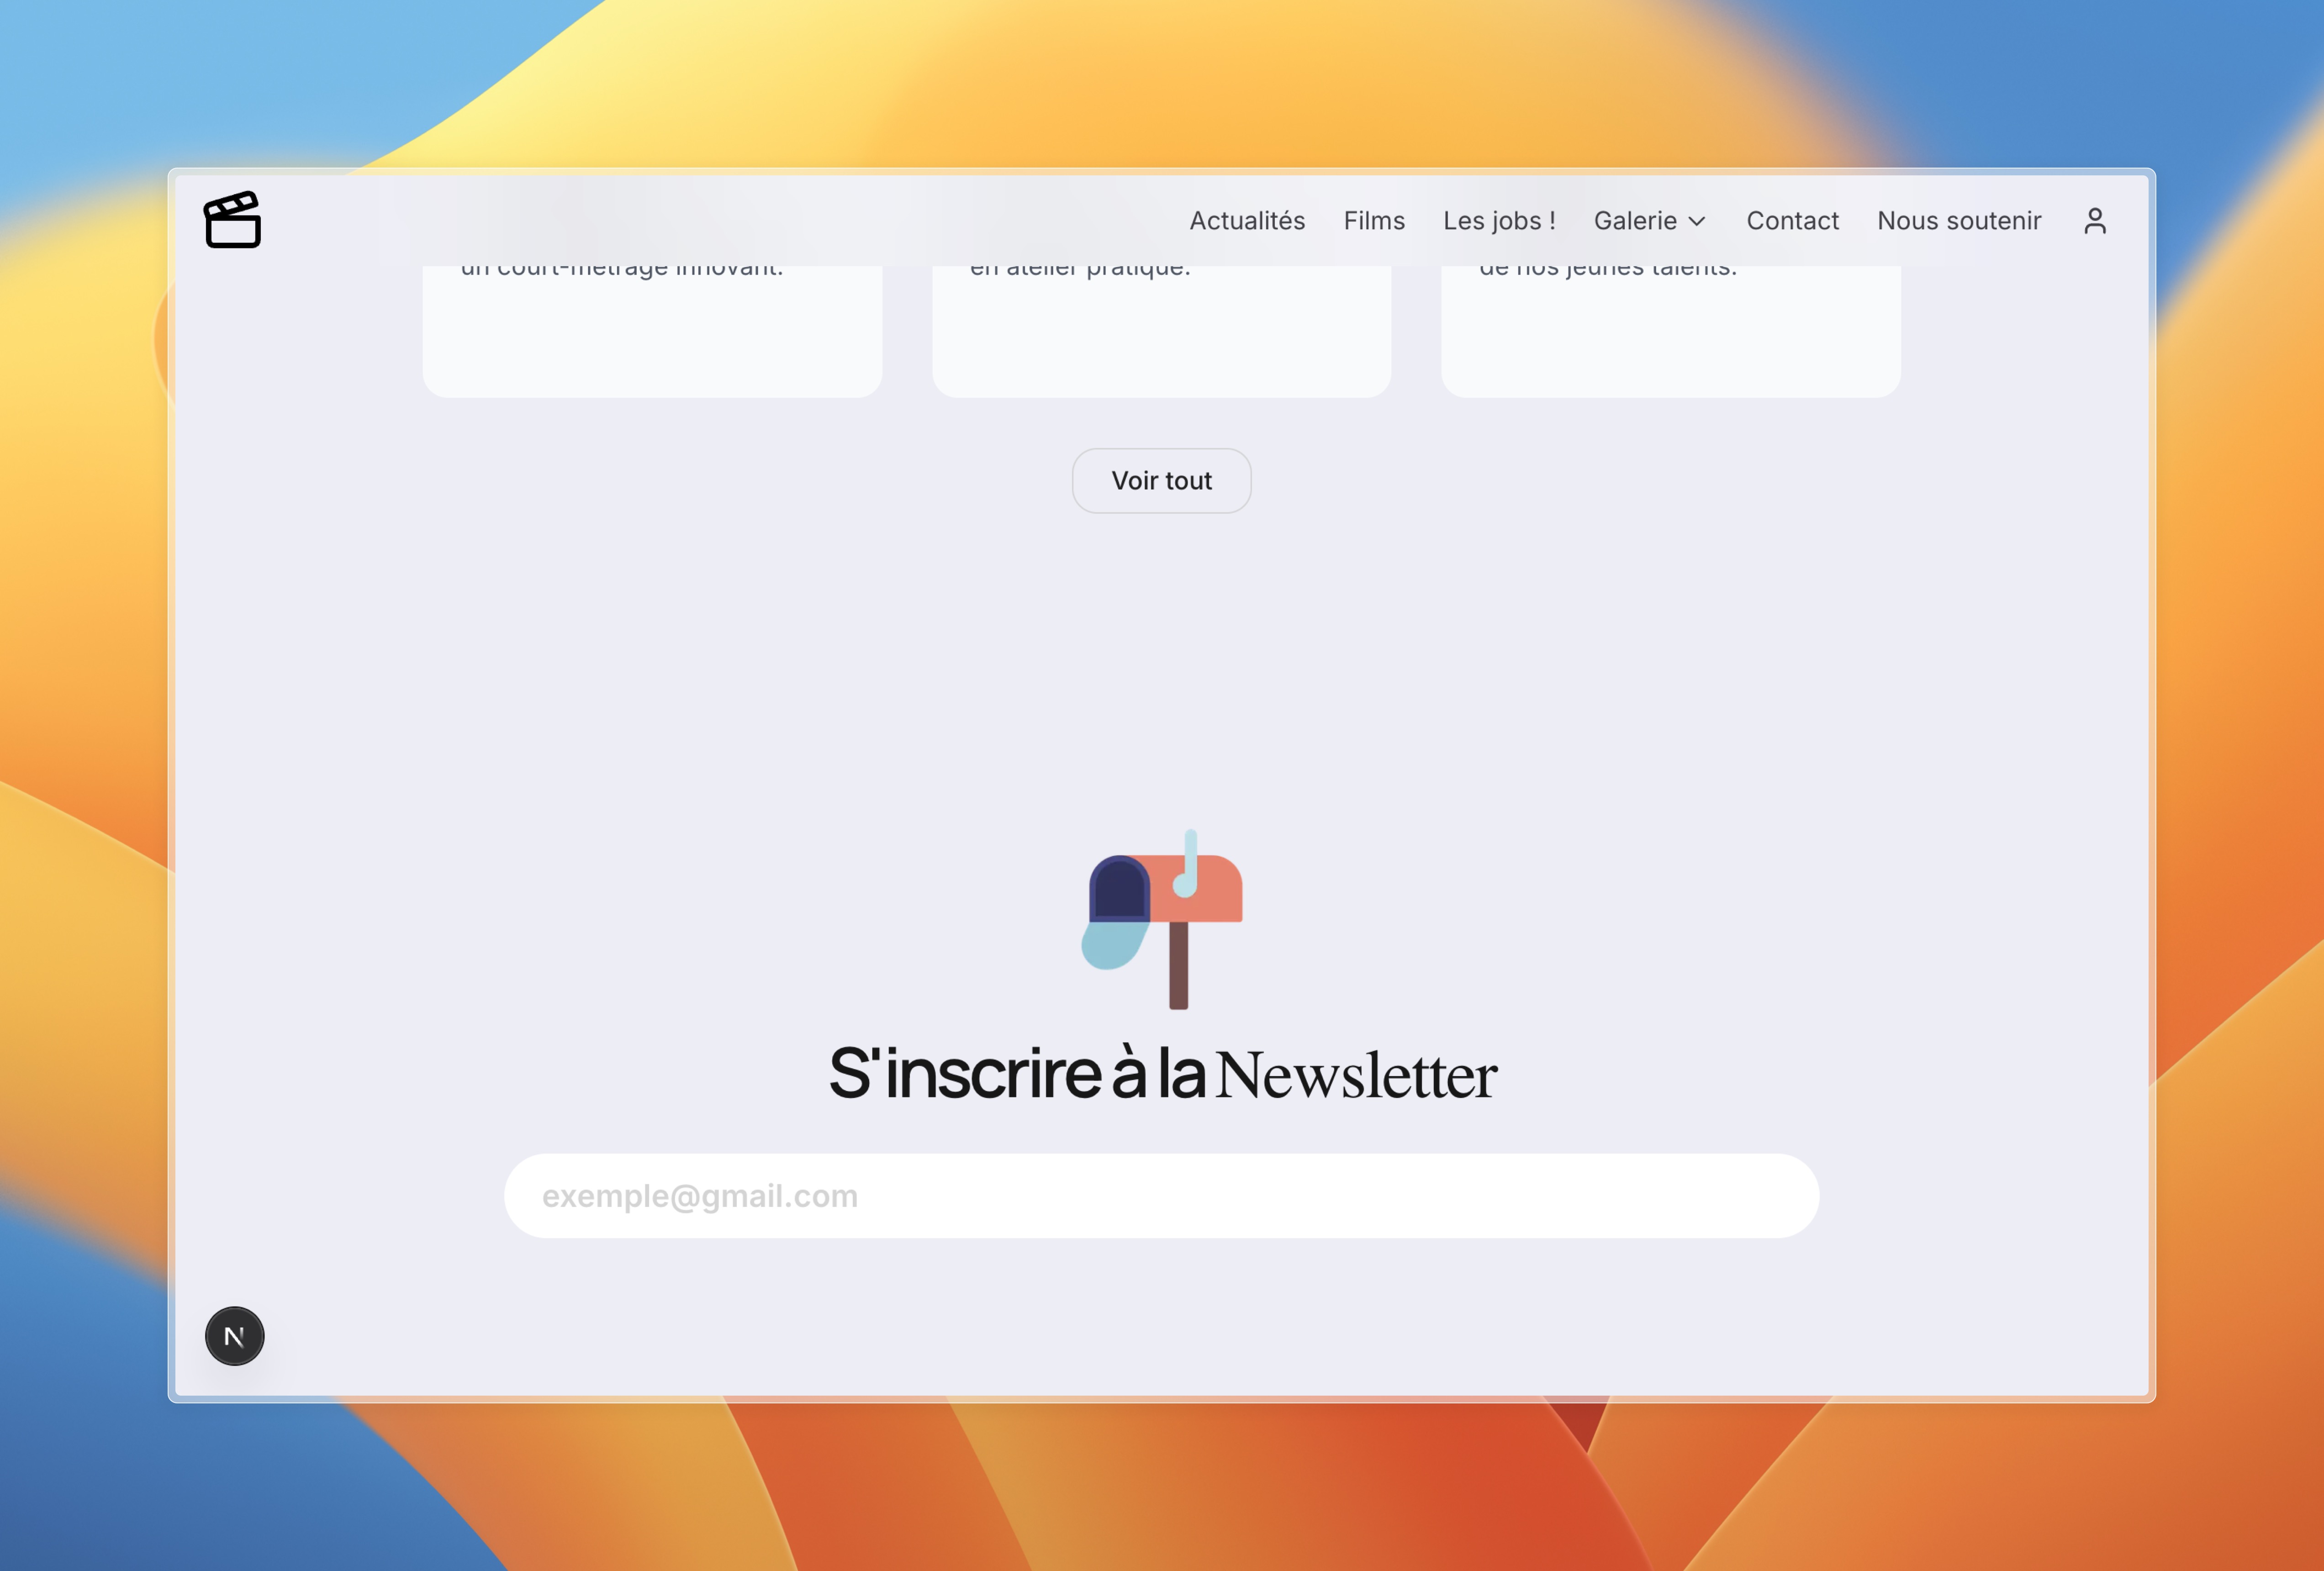 Actualités Films Les jobs ! Galerie Contact Nous soutenir
un court-métrage innovant. en atelier pratique. de nos jeunes talents.
Voir tout
S'inscrire à la Newsletter
exemple@gmail.com
N